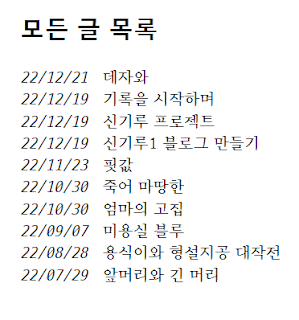 모든 글 목록
22/12/21 데자와
22/12/19 기록을 시작하며
22/12/19 신기루 프로젝트
22/12/19 신기루1 블로그 만들기
22/11/23 핏값
22/10/30 죽어 마땅한
22/10/30 엄마의 고집
22/09/07 미용실 블루
22/08/28 용식이와 형설지공 대작전
22/07/29 앞머리와 긴 머리